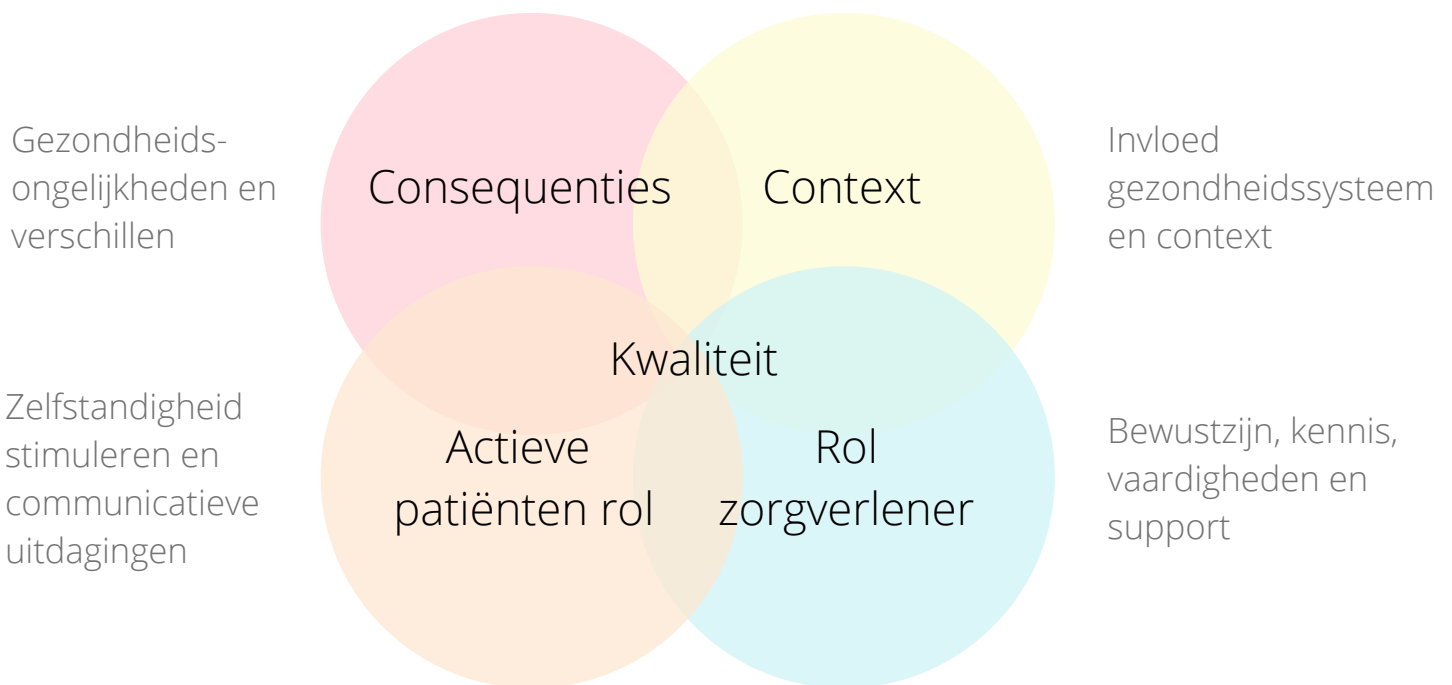 Gezondheids-
ongelijkheden en
verschillen
Consequenties
Context
Invloed
gezondheidssysteem
en context
Kwaliteit
Zelfstandigheid
stimuleren en
communicatieve
uitdagingen
Actieve
patiënten rol
Rol
zorgverlener
Bewustzijn, kennis,
vaardigheden en
support